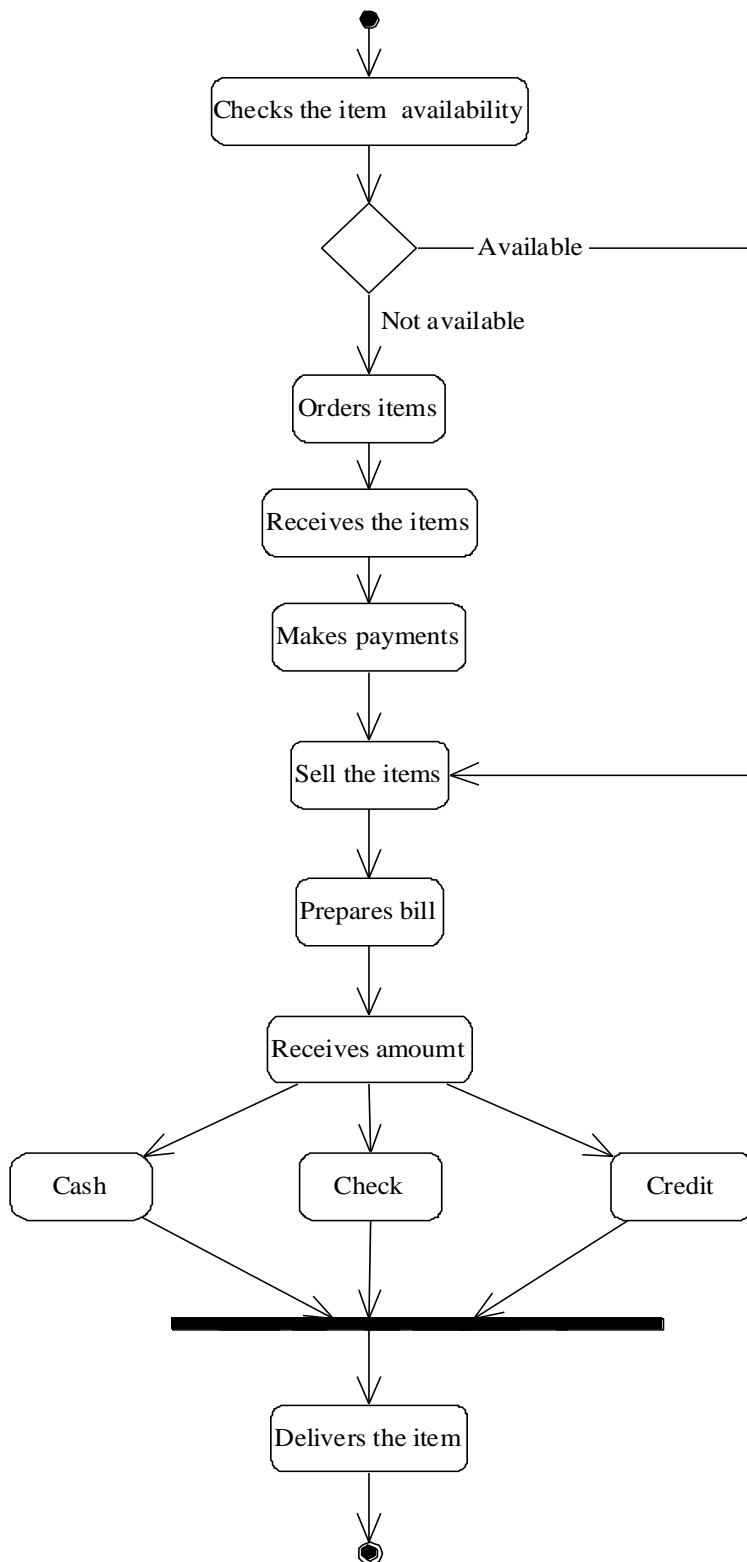 Checks the item  availability
Available
Not available
Orders items
Receives the items
Makes payments
Sell the items
Prepares bill
Receives amoumt
Cash
Check
Credit
Delivers the item